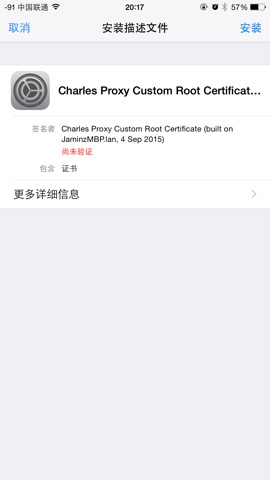 -91 中国联通 20:17 57%
取消 安装描述文件 安装
Charles Proxy Custom Root Certificat…
签名者 Charles Proxy Custom Root Certificate (built on
JaminzMBP.lan, 4 Sep 2015)
尚未验证
包含 证书
更多详细信息